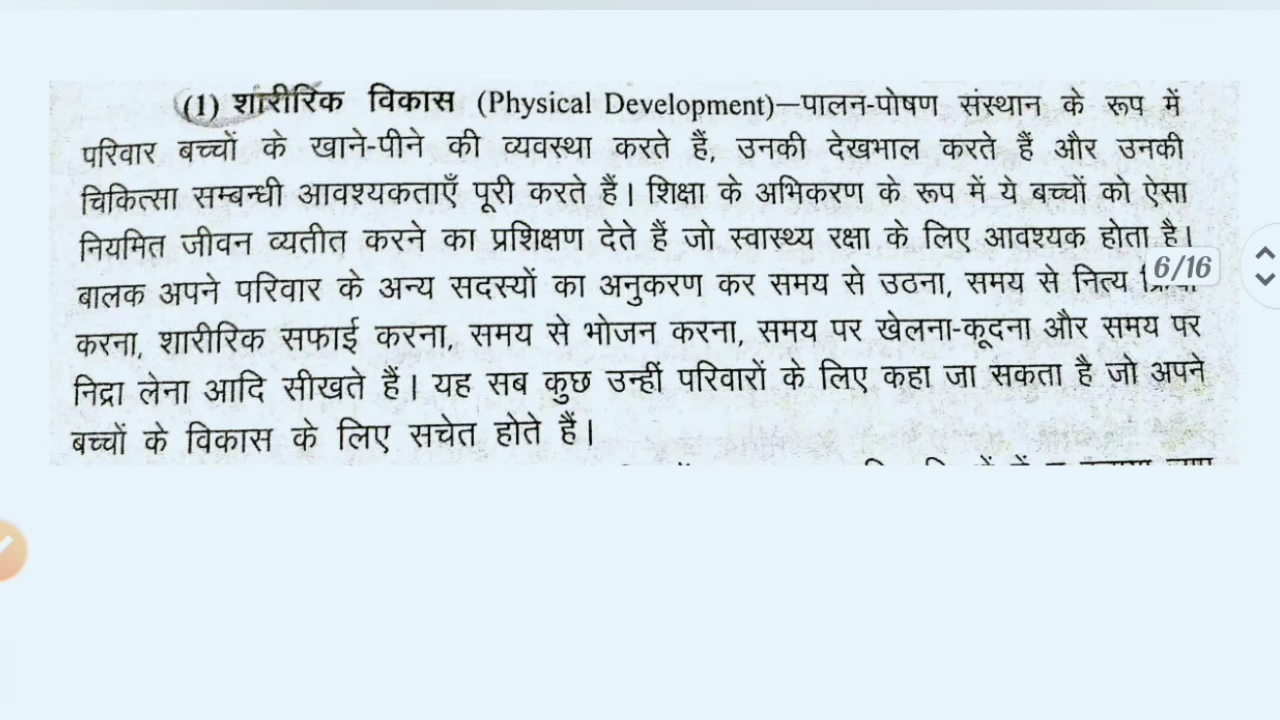 (1) शारीरिक विकास (Physical Development)—पालन-पोषण संस्थान के रूप में
परिवार बच्चों के खाने-पीने की व्यवस्था करते हैं, उनकी देखभाल करते हैं और उनकी
चिकित्सा सम्बन्धी आवश्यकताएँ पूरी करते हैं। शिक्षा के अभिकरण के रूप में ये बच्चों को ऐसा
नियमित जीवन व्यतीत करने का प्रशिक्षण देते हैं जो स्वास्थ्य रक्षा के लिए आवश्यक होता है।
6/16
बालक अपने परिवार के अन्य सदस्यों का अनुकरण कर समय से उठना, समय से नित्य
करना, शारीरिक सफाई करना, समय से भोजन करना, समय पर खेलना-कूदना और समय पर
निद्रा लेना आदि सीखते हैं। यह सब कुछ उन्हीं परिवारों के लिए कहा जा सकता है जो अपने
बच्चों के विकास के लिए सचेत होते हैं।